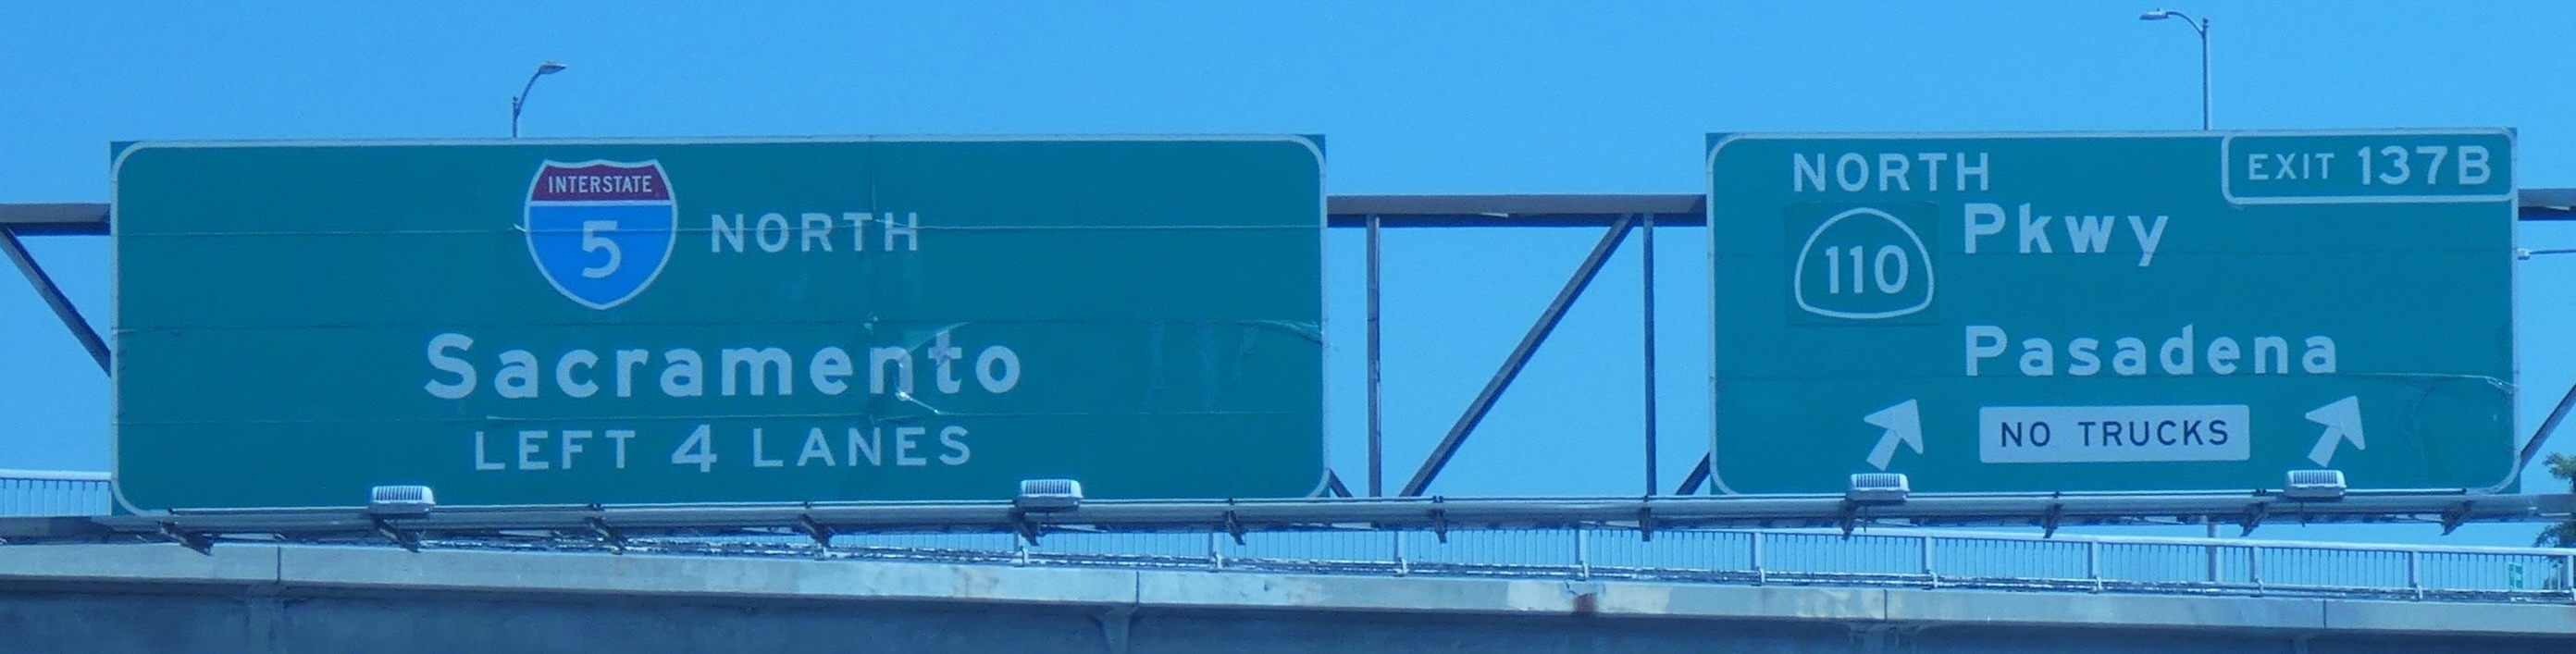 INTERSTATE
5 NORTH
Sacramento
LEFT 4 LANES
EXIT 137B
NORTH
110 Pkwy
Pasadena
NO TRUCKS